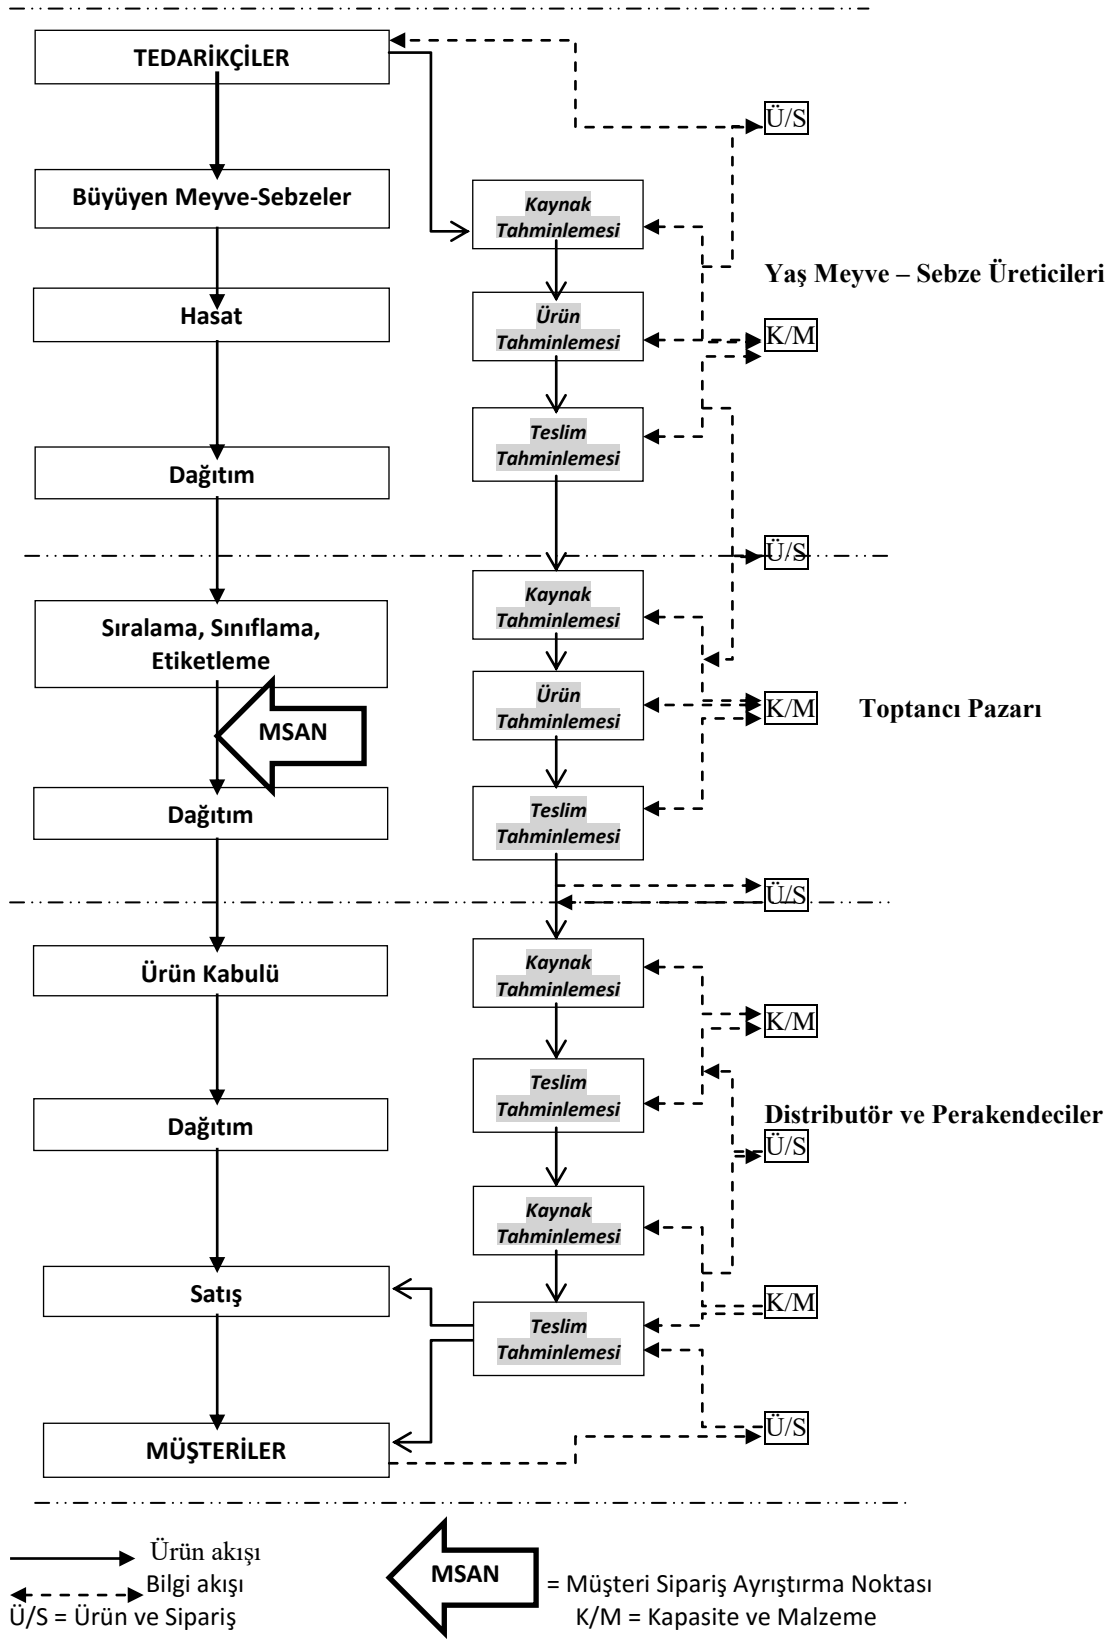 TEDARİKÇİLER
Ü/S
Büyüyen Meyve-Sebzeler
Kaynak
Tahminlemesi
Yaş Meyve – Sebze Üreticileri
Hasat
Ürün
Tahminlemesi
K/M
Teslim
Tahminlemesi
Dağıtım
Ü/S
Kaynak
Tahminlemesi
Sıralama, Sınıflama,
Etiketleme
Ürün
Tahminlemesi
K/M
Toptancı Pazarı
MSAN
Dağıtım
Teslim
Tahminlemesi
Ü/S
Ürün Kabulü
Kaynak
Tahminlemesi
K/M
Teslim
Tahminlemesi
Dağıtım
Distributör ve Perakendeciler
Ü/S
Kaynak
Tahminlemesi
Satış
K/M
Teslim
Tahminlemesi
MÜŞTERİLER
Ü/S
Ürün akışı
Bilgi akışı
Ü/S = Ürün ve Sipariş
MSAN
= Müşteri Sipariş Ayrıştırma Noktası
K/M = Kapasite ve Malzeme